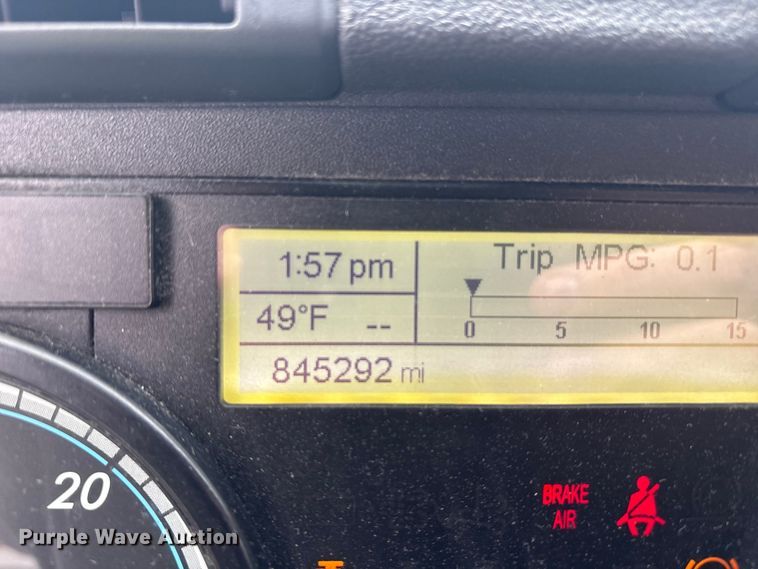 1:57 pm
Trip MPG: 0.1
49°F --
0 5 10 15
845292 mi
20
BRAKE
AIR
Purple Wave Auction